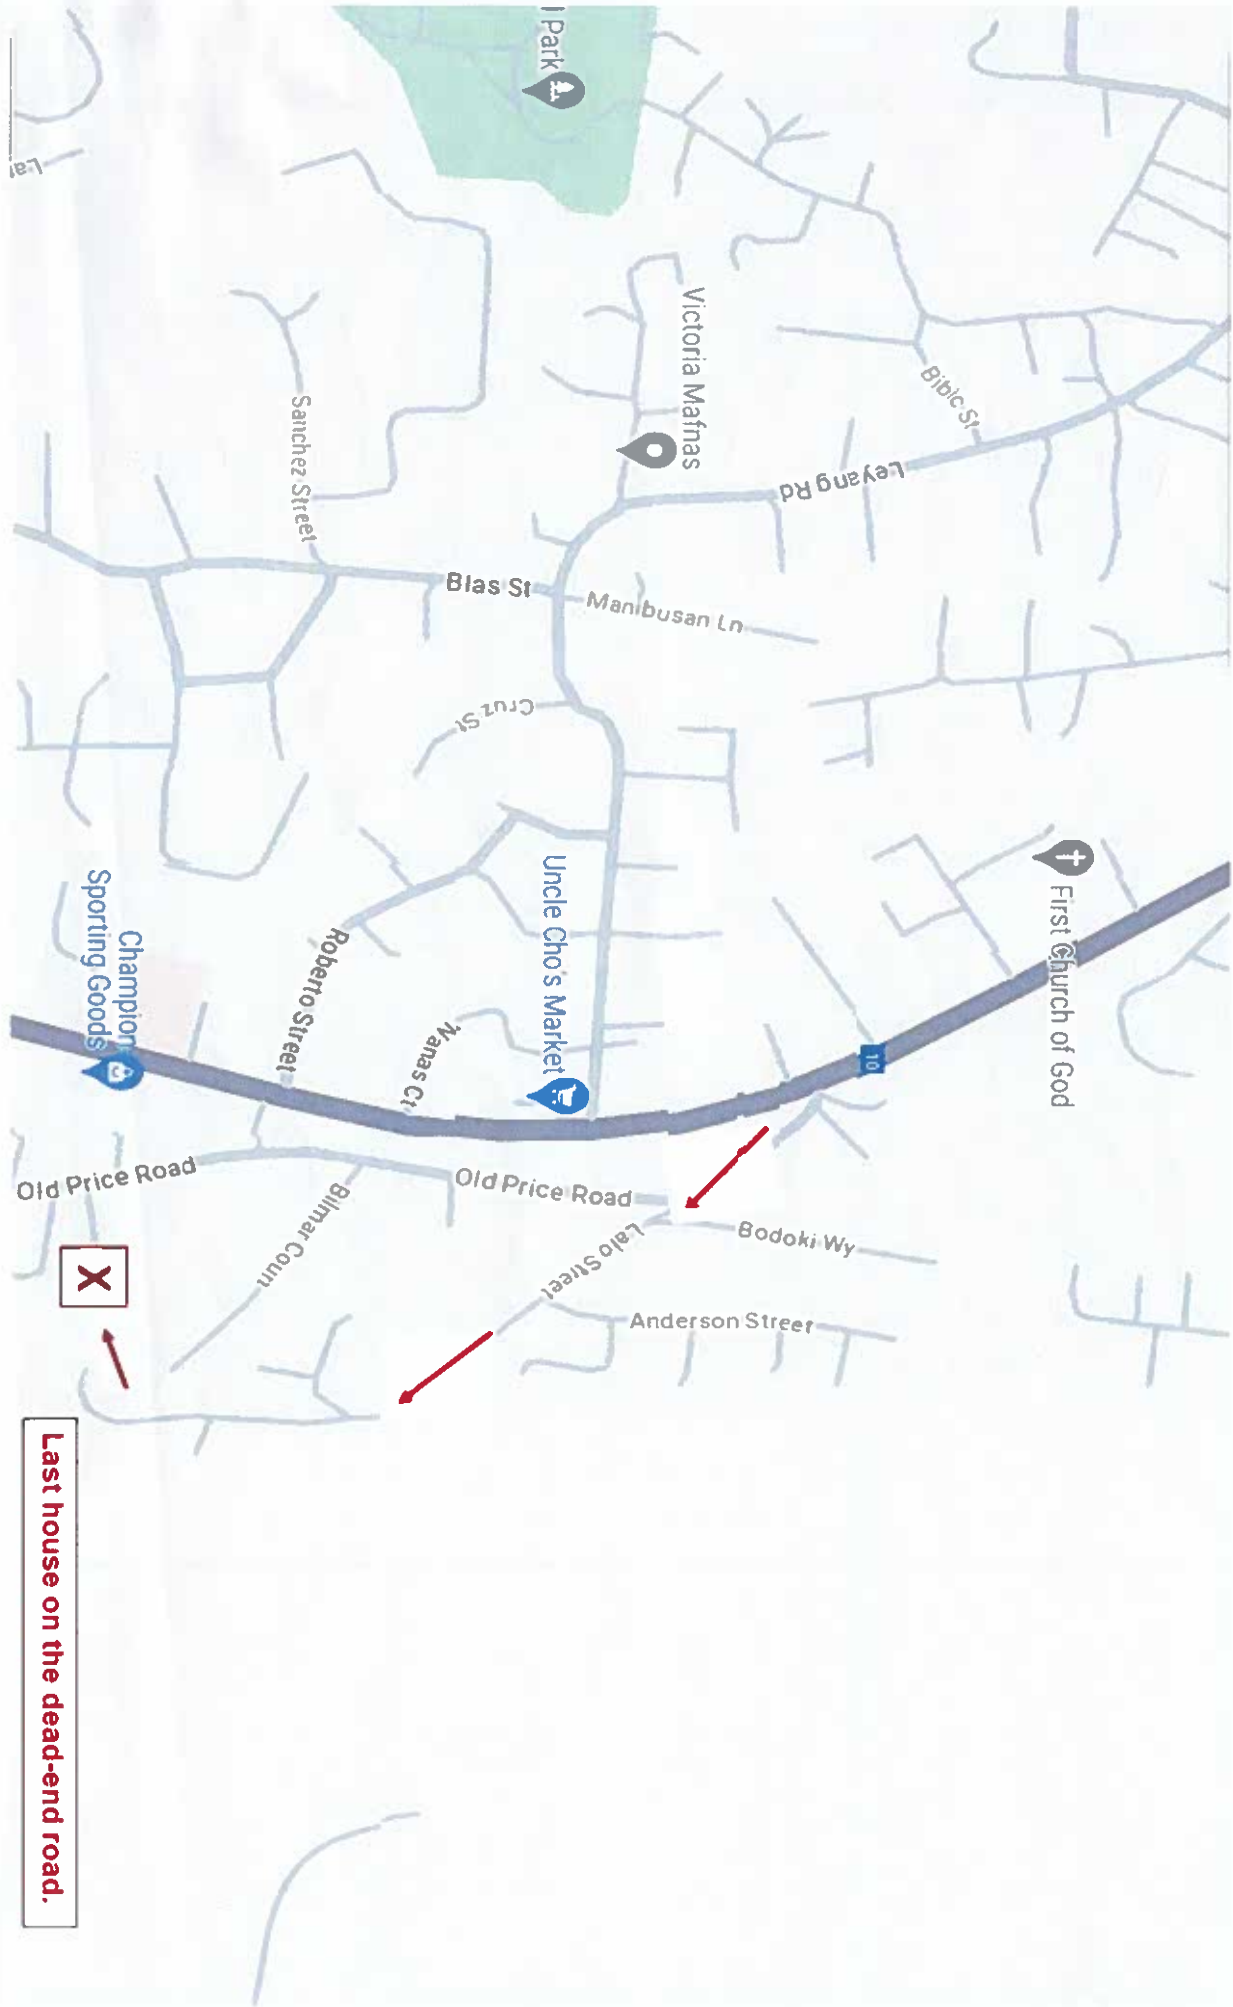 Park
Victoria Mafnas
Bibic St
Leyang Rd
Sanchez Street
Blas St
Manibusan Ln
Cruz St
First Church of God
10
Uncle Cho's Market
Roberto Street
Nanas Ct
Champion
Sporting Goods
Old Price Road
Old Price Road
Bilmar Coun
Lalo Street
Bodoki Wy
Anderson Street
X
Last house on the dead-end road.